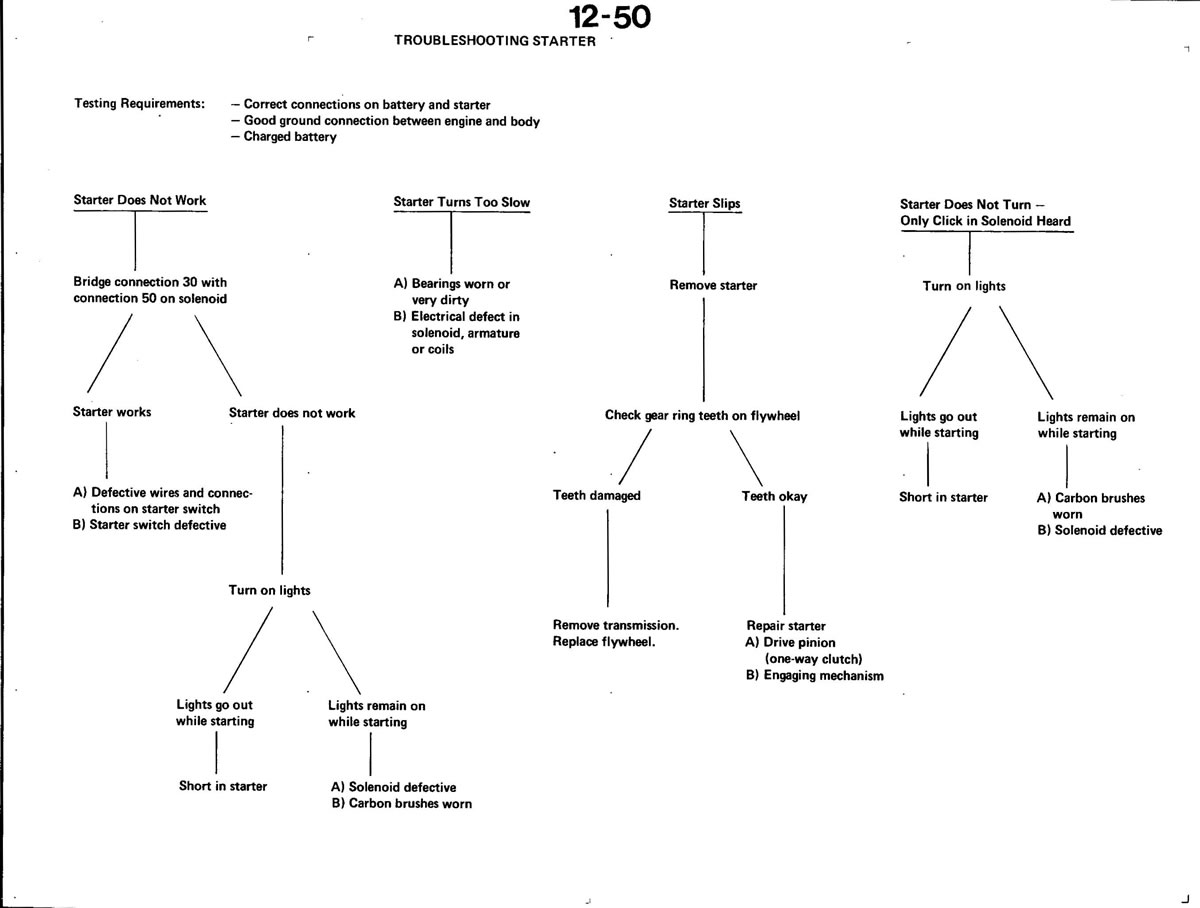 12-50
TROUBLESHOOTING STARTER
Testing Requirements:
— Correct connections on battery and starter
— Good ground connection between engine and body
— Charged battery
Starter Does Not Work
Bridge connection 30 with
connection 50 on solenoid
Starter works
Starter does not work
A) Defective wires and connec-
tions on starter switch
B) Starter switch defective
Turn on lights
Lights go out
while starting
Lights remain on
while starting
Short in starter
A) Solenoid defective
B) Carbon brushes worn
Starter Turns Too Slow
A) Bearings worn or
very dirty
B) Electrical defect in
solenoid, armature
or coils
Starter Slips
Remove starter
Check gear ring teeth on flywheel
Teeth damaged
Teeth okay
Remove transmission.
Replace flywheel.
Repair starter
A) Drive pinion
(one-way clutch)
B) Engaging mechanism
Starter Does Not Turn —
Only Click in Solenoid Heard
Turn on lights
Lights go out
while starting
Lights remain on
while starting
Short in starter
A) Carbon brushes
worn
B) Solenoid defective